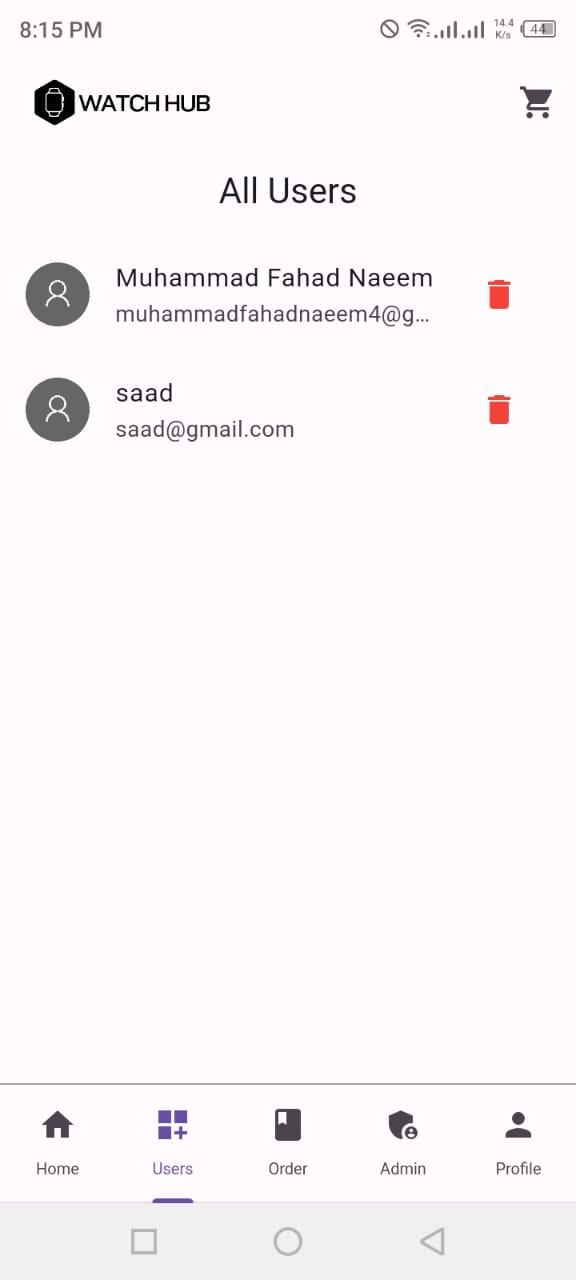 8:15 PM
14.4
K/s
44
WATCH HUB
All Users
Muhammad Fahad Naeem
muhammadfahadnaeem4@g...
saad
saad@gmail.com
Home
Users
Order
Admin
Profile